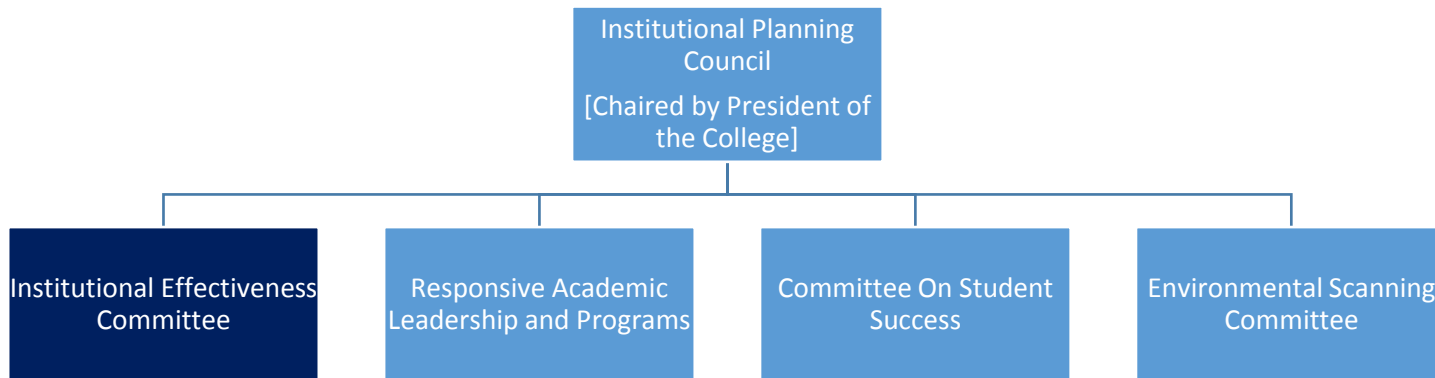 Institutional Planning
Council
[Chaired by President of
the College]
Institutional Effectiveness
Committee
Responsive Academic
Leadership and Programs
Committee On Student
Success
Environmental Scanning
Committee